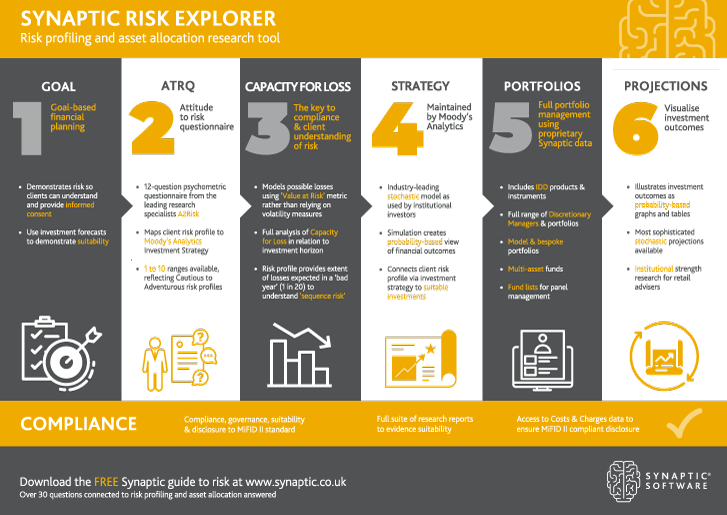 SYNAPTIC RISK EXPLORER
Risk profiling and asset allocation research tool
GOAL
1
Goal-based
financial
planning
• Demonstrates risk so
clients can understand
and provide informed
consent
• Use investment forecasts
to demonstrate suitability
ATRQ
2
Attitude
to risk
questionnaire
• 12-question psychometric
questionnaire from the
leading research
specialists A2Risk
• Maps client risk profile to
Moody's Analytics
Investment Strategy
• 1 to 10 ranges available,
reflecting Cautious to
Adventurous risk profiles
CAPACITY FOR LOSS
3
The key to
compliance
& client
understanding
of risk
• Models possible losses
using 'Value at Risk' metric
rather than relying on
volatility measures
• Full analysis of Capacity
for Loss in relation to
investment horizon
• Risk profile provides extent
of losses expected in a 'bad
year' (1 in 20) to
understand 'sequence risk'
STRATEGY
4
Maintained
by Moody's
Analytics
• Industry-leading
stochastic model as
used by institutional
investors
• Simulation creates
probability-based view
of financial outcomes
• Connects client risk
profile via investment
strategy to suitable
investments
PORTFOLIOS
5
Full portfolio
management
using
proprietary
Synaptic data
• Includes IDD products &
instruments
• Full range of Discretionary
Managers & portfolios
• Model & bespoke
portfolios
• Multi-asset funds
• Fund lists for panel
management
PROJECTIONS
6
Visualise
investment
outcomes
• Illustrates investment
outcomes as
probability-based
graphs and tables
• Most sophisticated
stochastic projections
available
• Institutional strength
research for retail
advisers
COMPLIANCE
Compliance, governance, suitability
& disclosure to MiFID II standard
Full suite of research reports
to evidence suitability
Access to Costs & Charges data to
ensure MiFID II compliant disclosure
Download the FREE Synaptic guide to risk at www.synaptic.co.uk
Over 30 questions connected to risk profiling and asset allocation answered
SYNAPTIC®
SOFTWARE